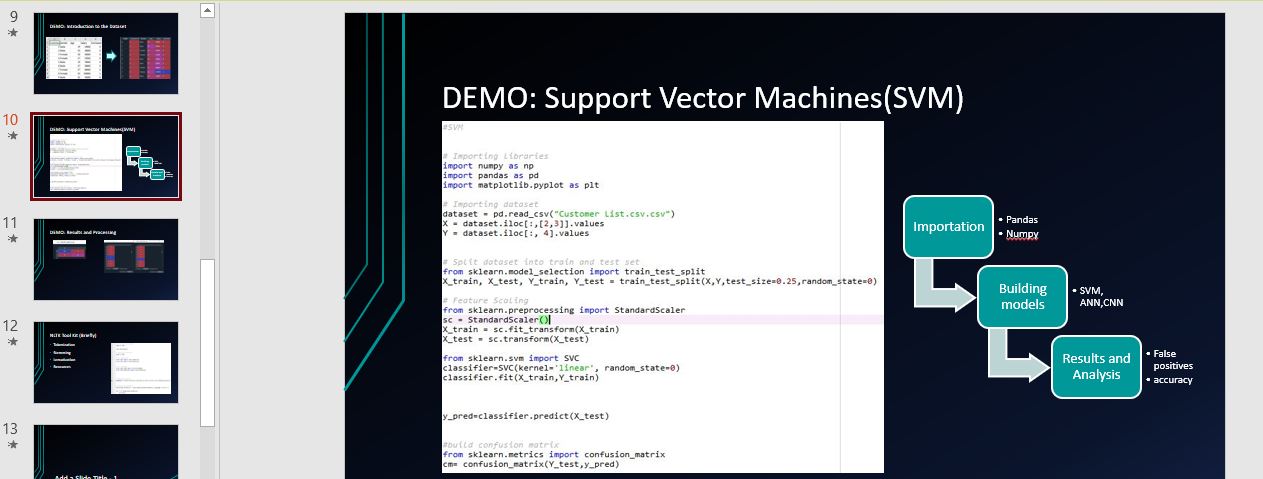 9
DEMO: Introduction to the Dataset
10
DEMO: Support Vector Machines(SVM)
11
DEMO: Results and Processing
12
NLTK Tool Kit (Briefly)
13
Add a Slide Title - 1
DEMO: Support Vector Machines(SVM)
#SVM
# Importing libraries
import numpy as np
import pandas as pd
import matplotlib.pyplot as plt
# Importing dataset
dataset = pd.read_csv("Customer List.csv.csv")
X = dataset.iloc[:,[2,3]].values
Y = dataset.iloc[:, 4].values
# Split dataset into train and test set
from sklearn.model_selection import train_test_split
X_train, X_test, Y_train, Y_test = train_test_split(X,Y,test_size=0.25,random_state=0)
# Feature Scaling
from sklearn.preprocessing import StandardScaler
sc = StandardScaler()
X_train = sc.fit_transform(X_train)
X_test = sc.transform(X_test)
from sklearn.svm import SVC
classifier=SVC(kernel='linear', random_state=0)
classifier.fit(X_train,Y_train)
y_pred=classifier.predict(X_test)
#build confusion matrix
from sklearn.metrics import confusion_matrix
cm= confusion_matrix(Y_test,y_pred)
Importation
• Pandas
• Numpy
Building
models
• SVM,
ANN,CNN
Results and
Analysis
• False
positives
• accuracy